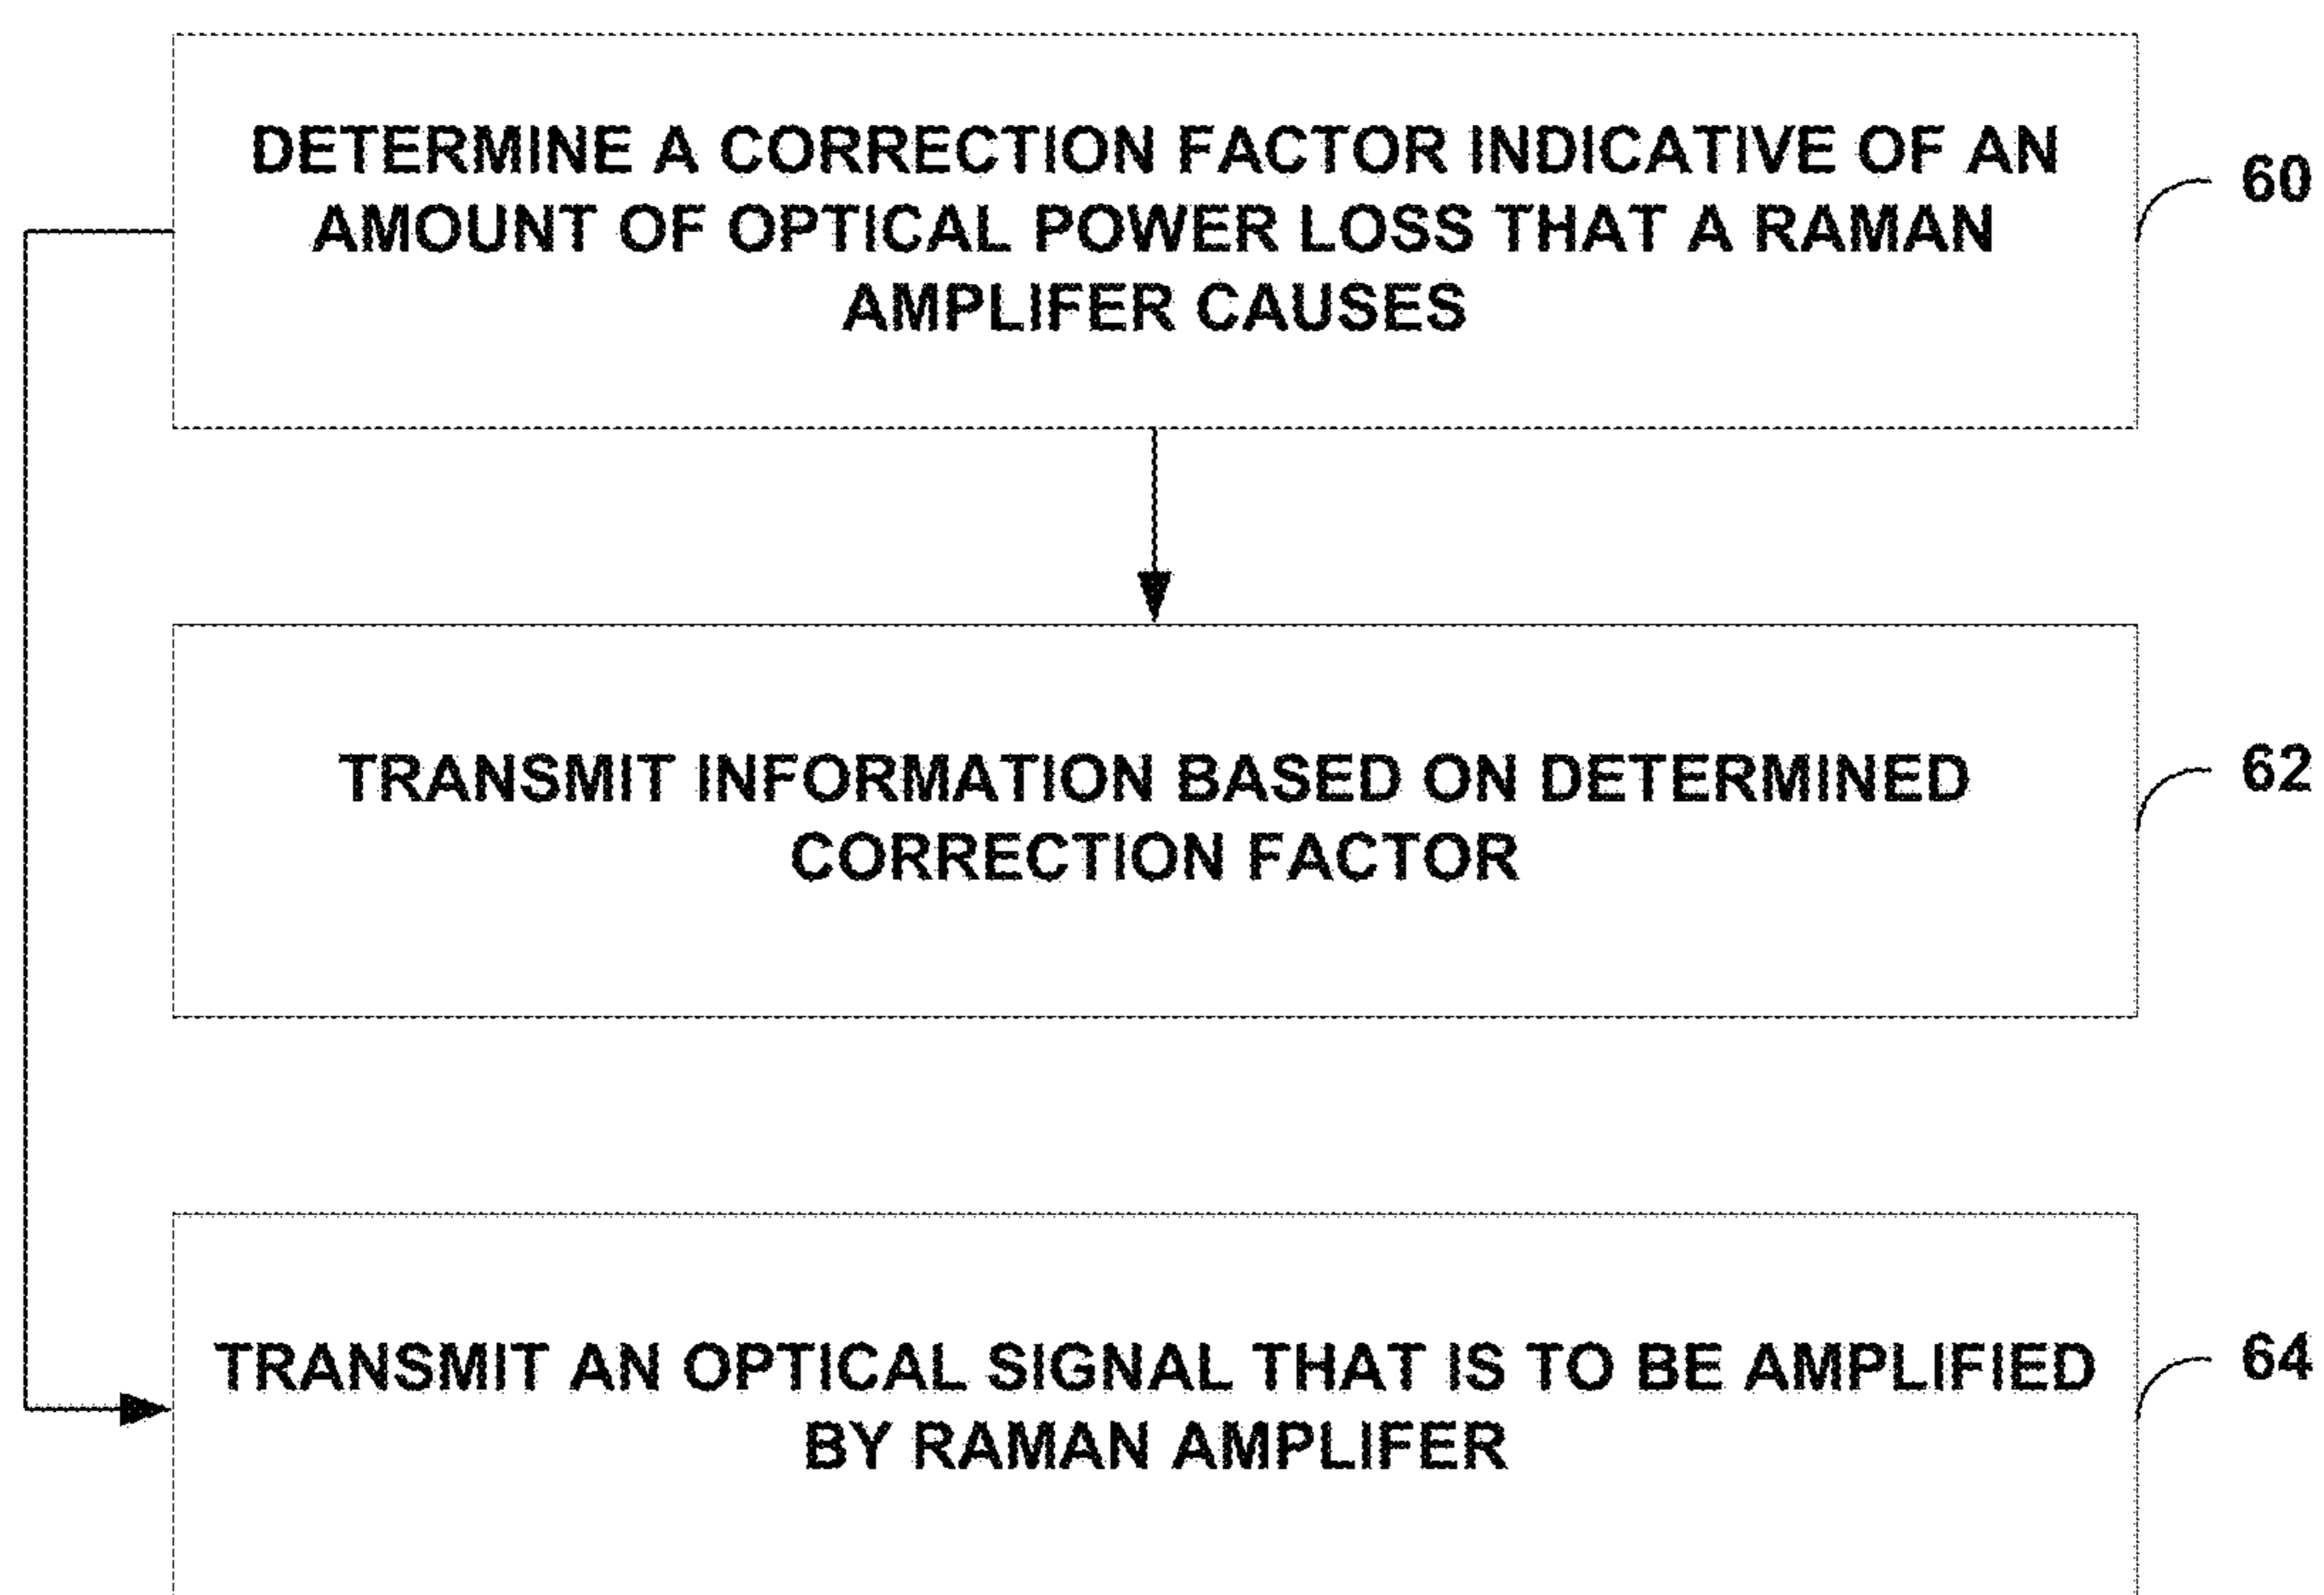 DETERMINE A CORRECTION FACTOR INDICATIVE OF AN
AMOUNT OF OPTICAL POWER LOSS THAT A RAMAN
AMPLIFER CAUSES
60
TRANSMIT INFORMATION BASED ON DETERMINED
CORRECTION FACTOR
62
TRANSMIT AN OPTICAL SIGNAL THAT IS TO BE AMPLIFIED
BY RAMAN AMPLIFER
64